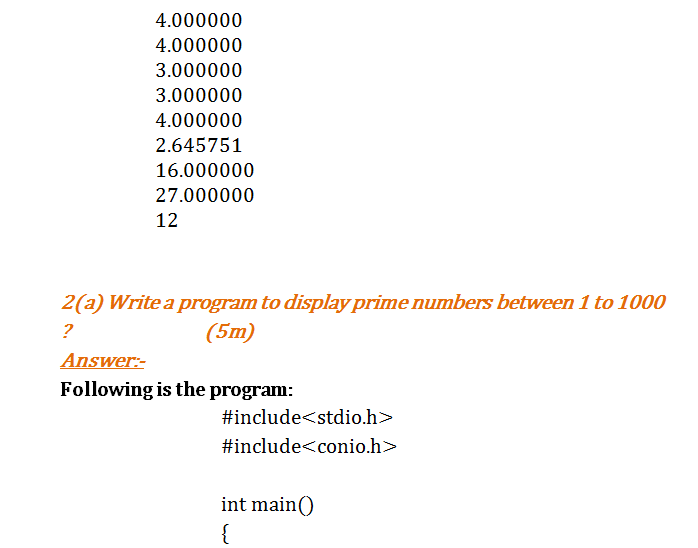 4.000000
4.000000
3.000000
3.000000
4.000000
2.645751
16.000000
27.000000
12
2(a) Write a program to display prime numbers between 1 to 1000
? (5m)
Answer:-
Following is the program:
#include<stdio.h>
#include<conio.h>
int main()
{